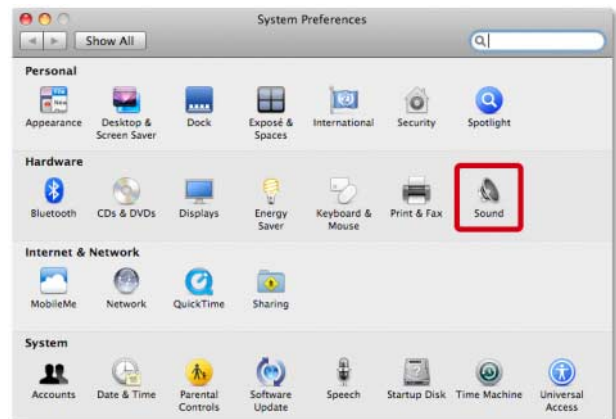 System Preferences
Show All
Personal
Appearance
Desktop &
Screen Saver
Dock
Exposé &
Spaces
International
Security
Spotlight
Hardware
Bluetooth
CDs & DVDs
Displays
Energy
Saver
Keyboard &
Mouse
Print & Fax
Sound
Internet & Network
MobileMe
Network
QuickTime
Sharing
System
Accounts
Date & Time
Parental
Controls
Software
Update
Speech
Startup Disk
Time Machine
Universal
Access